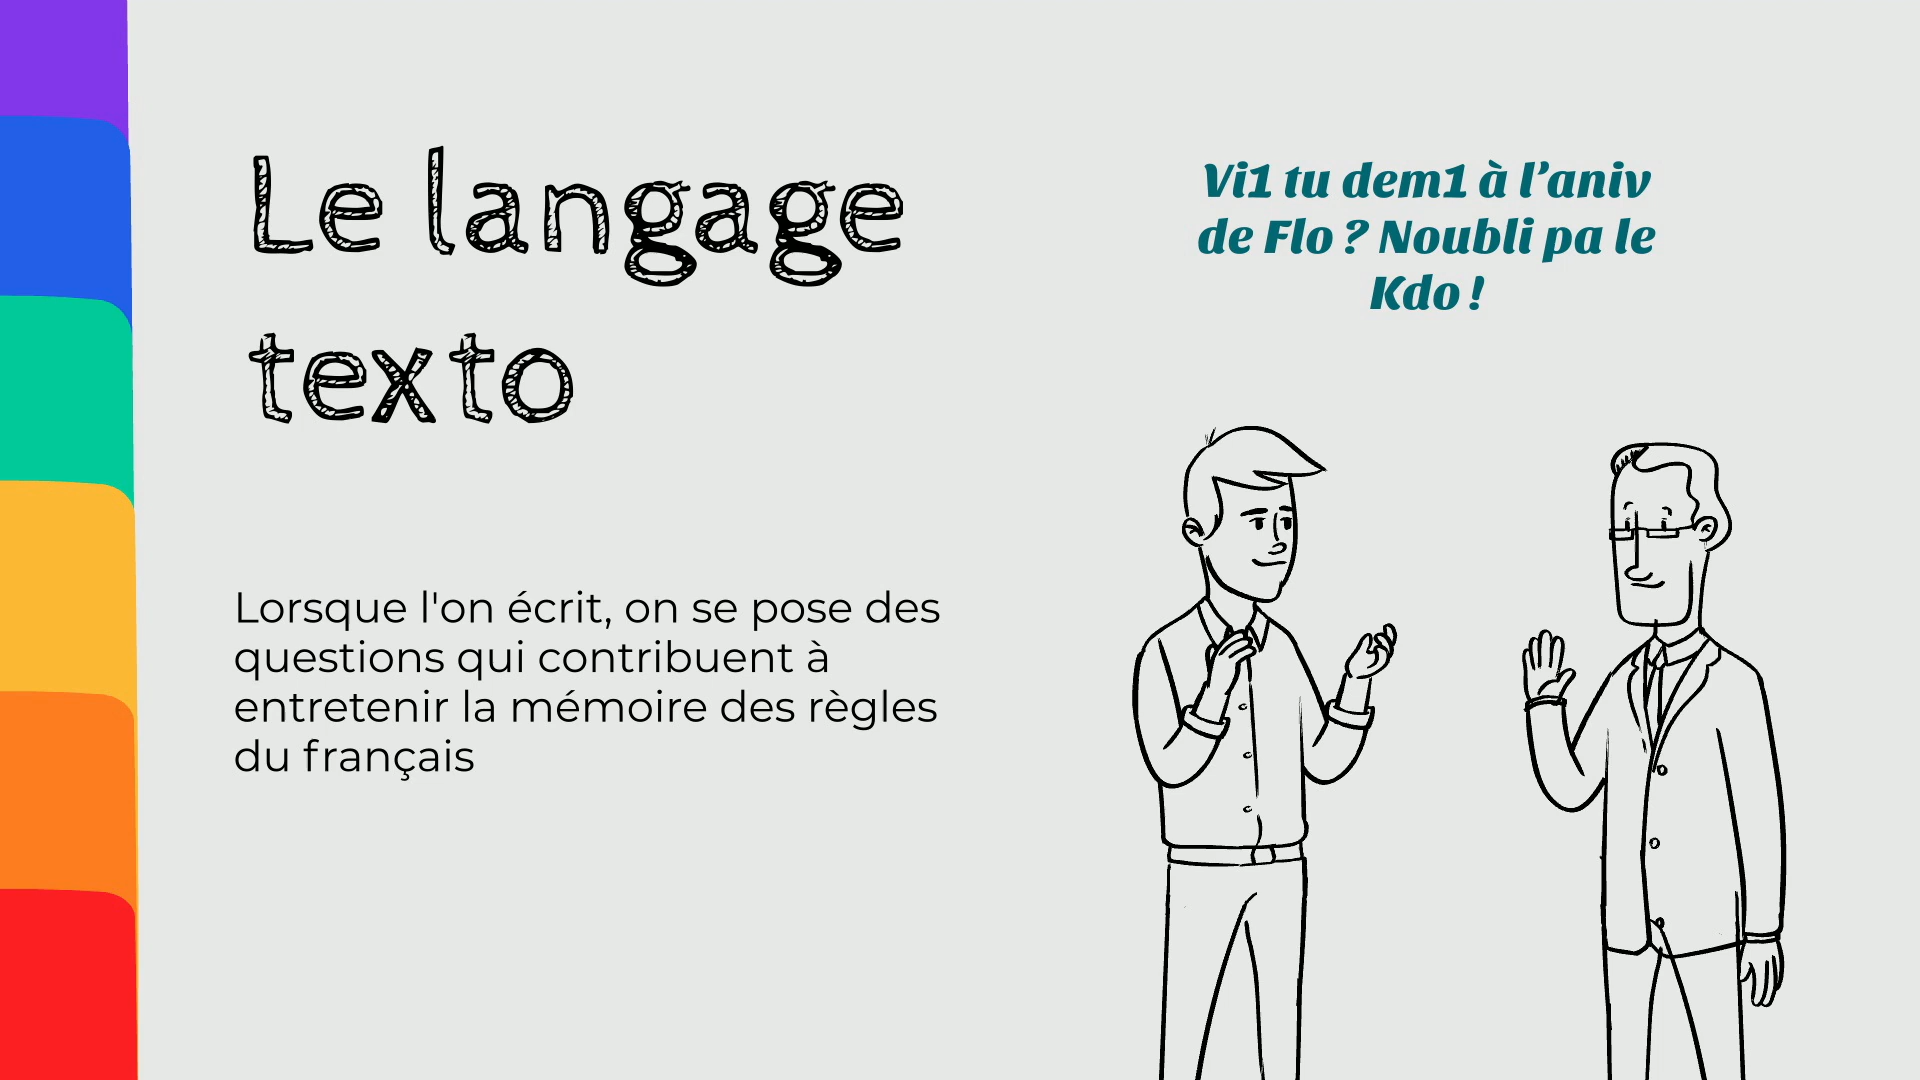 Le langage
texto
Vi1 tu dem1 à l’aniv
de Flo ? Noubli pa le
Kdo !
Lorsque l'on écrit, on se pose des
questions qui contribuent à
entretenir la mémoire des règles
du français